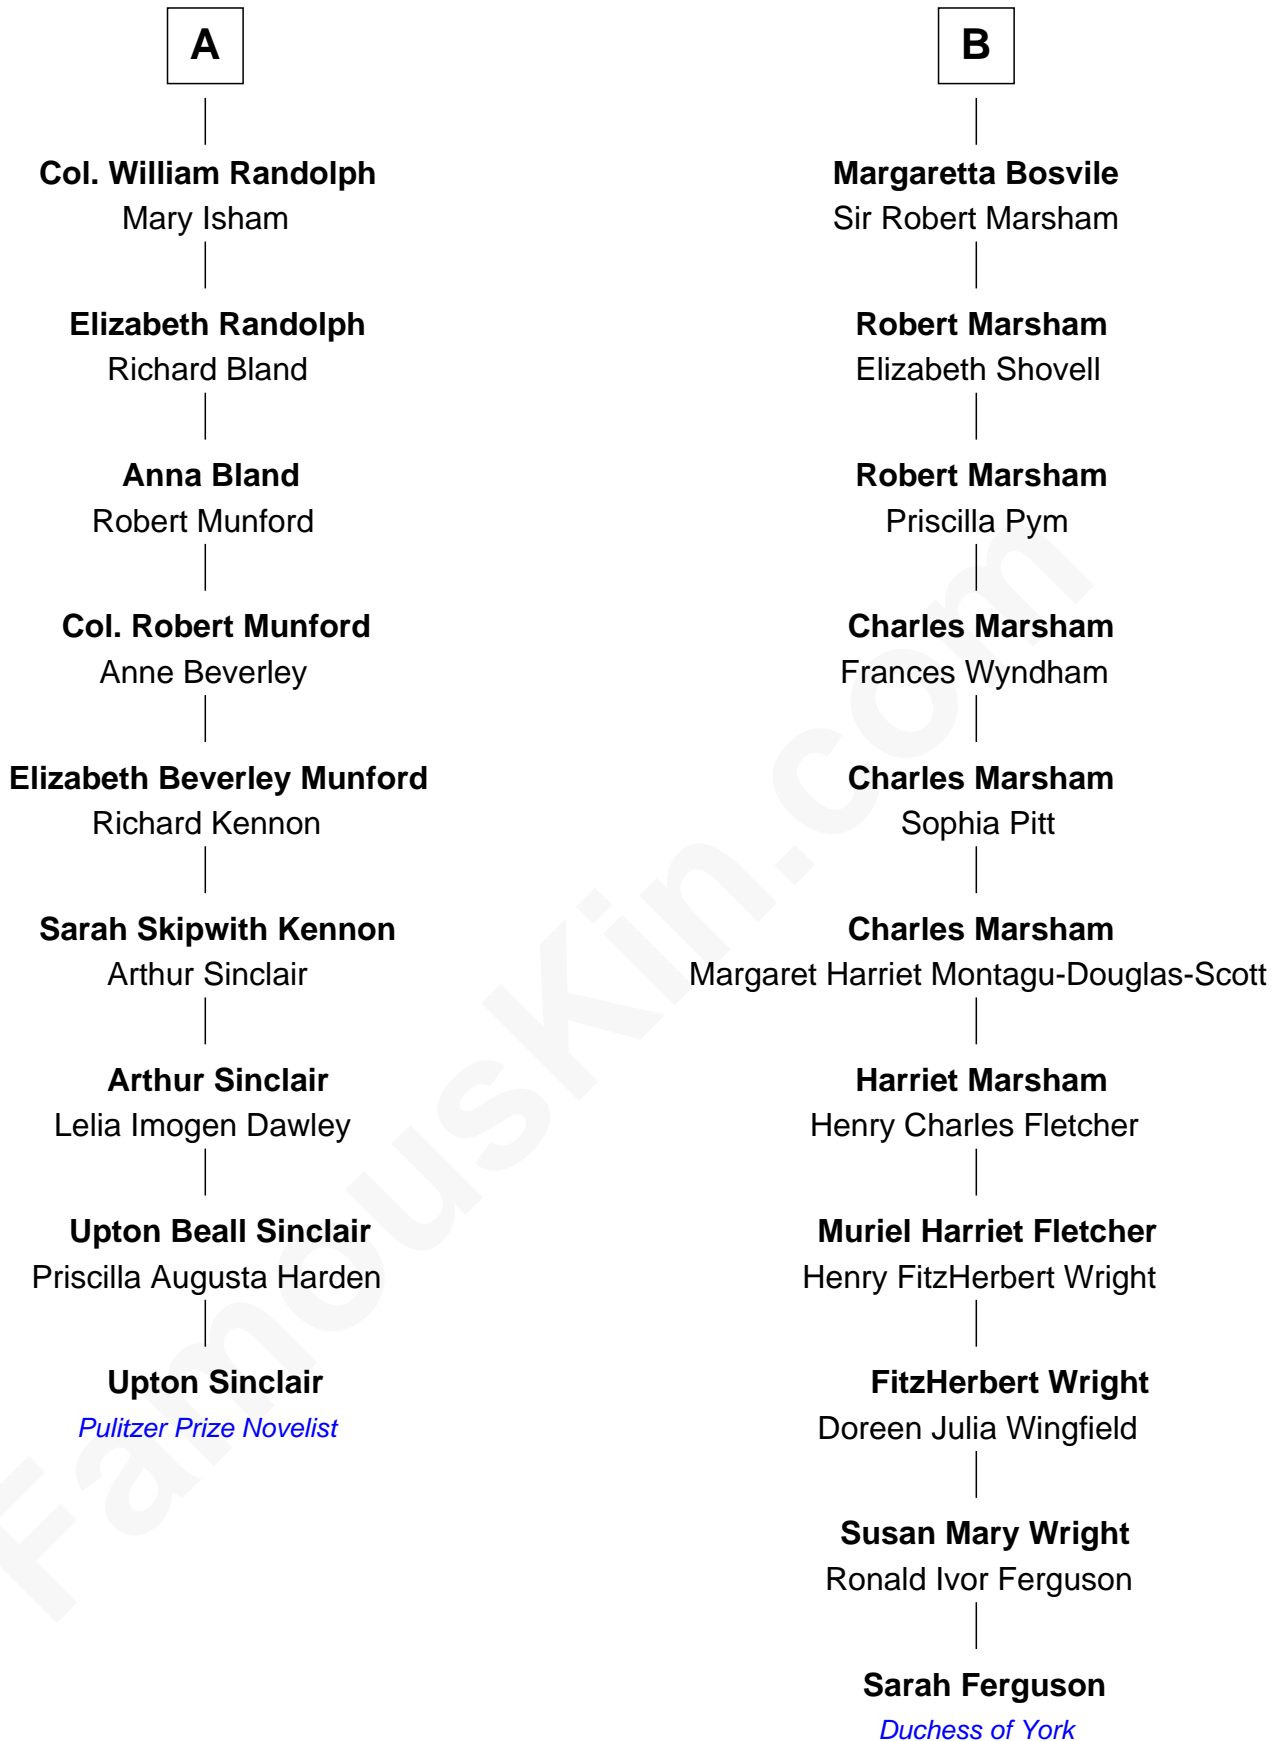 A
Col. William Randolph
Mary Isham
Elizabeth Randolph
Richard Bland
Anna Bland
Robert Munford
Col. Robert Munford
Anne Beverley
Elizabeth Beverley Munford
Richard Kennon
Sarah Skipwith Kennon
Arthur Sinclair
Arthur Sinclair
Lelia Imogen Dawley
Upton Beall Sinclair
Priscilla Augusta Harden
Upton Sinclair
Pulitzer Prize Novelist
B
Margaretta Bosvile
Sir Robert Marsham
Robert Marsham
Elizabeth Shovell
Robert Marsham
Priscilla Pym
Charles Marsham
Frances Wyndham
Charles Marsham
Sophia Pitt
Charles Marsham
Margaret Harriet Montagu-Douglas-Scott
Harriet Marsham
Henry Charles Fletcher
Muriel Harriet Fletcher
Henry FitzHerbert Wright
FitzHerbert Wright
Doreen Julia Wingfield
Susan Mary Wright
Ronald Ivor Ferguson
Sarah Ferguson
Duchess of York
FamousKin.com